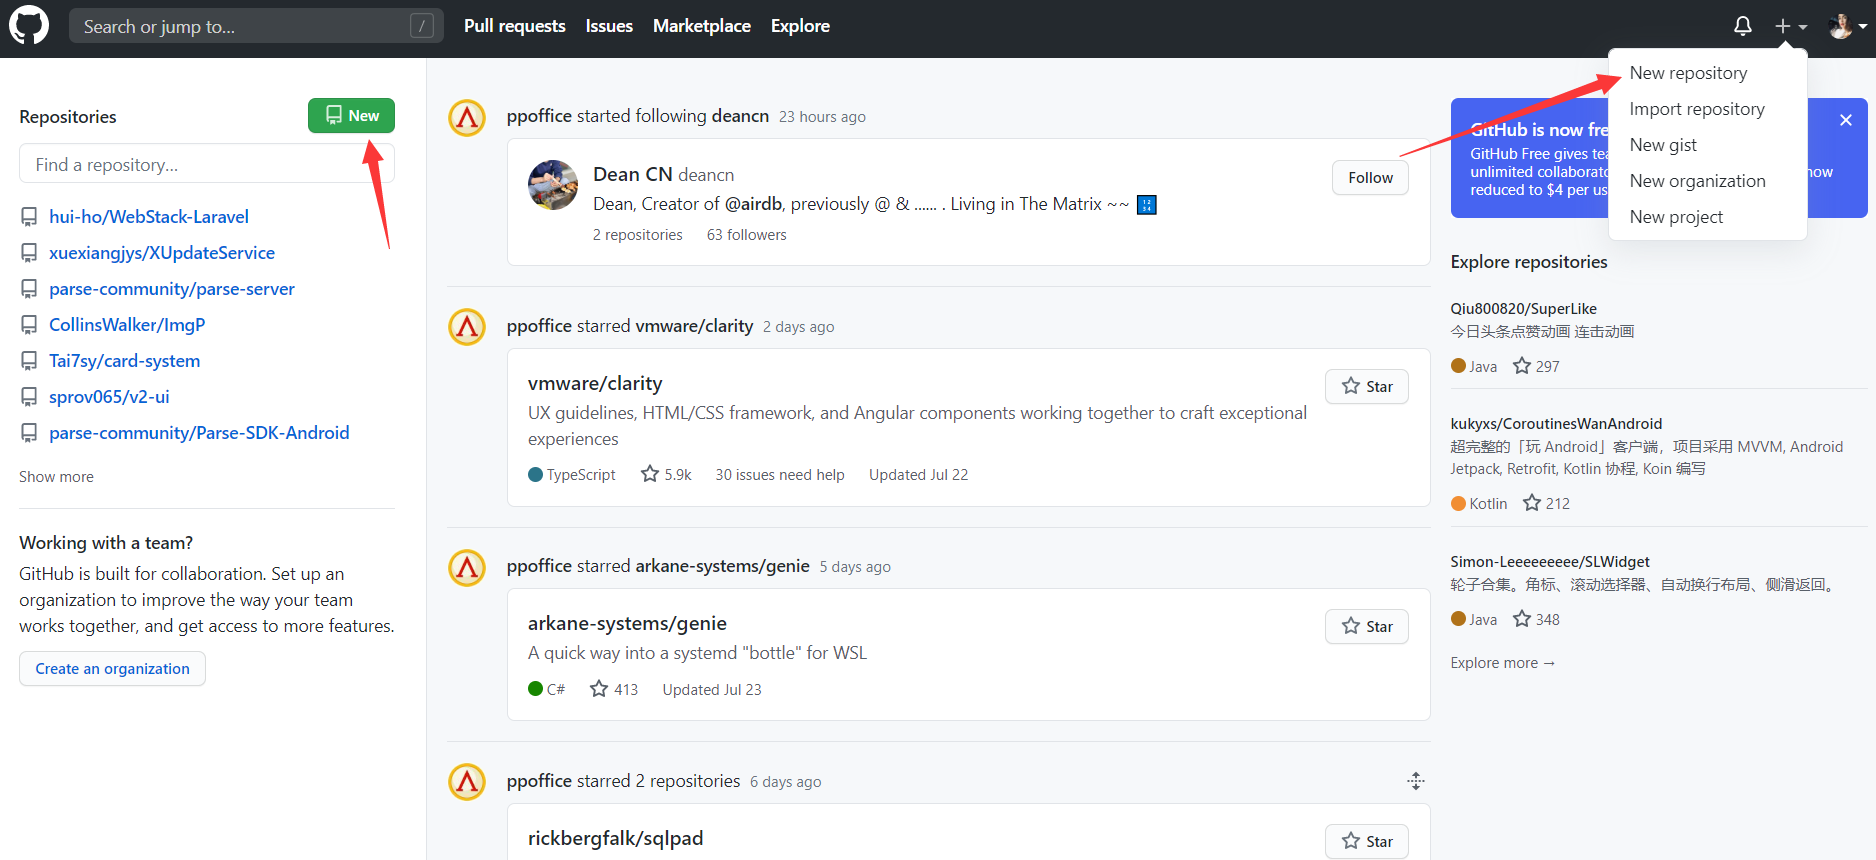 Search or jump to... /
Pull requests Issues Marketplace Explore
New repository
Import repository
New gist
New organization
New project
Repositories
New
Find a repository...
hui-ho/WebStack-Laravel
xuexiangjys/XUpdateService
parse-community/parse-server
CollinsWalker/ImgP
Tai7sy/card-system
sprov065/v2-ui
parse-community/Parse-SDK-Android
Show more
Working with a team?
GitHub is built for collaboration. Set up an
organization to improve the way your team
works together, and get access to more features.
Create an organization
ppoffice started following deancn 23 hours ago
Dean CN deancn
Follow
Dean, Creator of @airdb, previously @ & ...... . Living in The Matrix ~~ 🔢
2 repositories 63 followers
ppoffice starred vmware/clarity 2 days ago
vmware/clarity
Star
UX guidelines, HTML/CSS framework, and Angular components working together to craft exceptional
experiences
TypeScript 5.9k 30 issues need help Updated Jul 22
ppoffice starred arkane-systems/genie 5 days ago
arkane-systems/genie
Star
A quick way into a systemd "bottle" for WSL
C# 413 Updated Jul 23
ppoffice starred 2 repositories 6 days ago
rickbergfalk/sqlpad
Star
GitHub is now fre
GitHub Free gives tea
unlimited collaborato now
reduced to $4 per us
Explore repositories
Qiu800820/SuperLike
今日头条点赞动画 连击动画
Java 297
kukyxs/CoroutinesWanAndroid
超完整的「玩 Android」客户端，项目采用 MVVM, Android
Jetpack, Retrofit, Kotlin 协程, Koin 编写
Kotlin 212
Simon-Leeeeeeeee/SLWidget
轮子合集。角标、滚动选择器、自动换行布局、侧滑返回。
Java 348
Explore more →